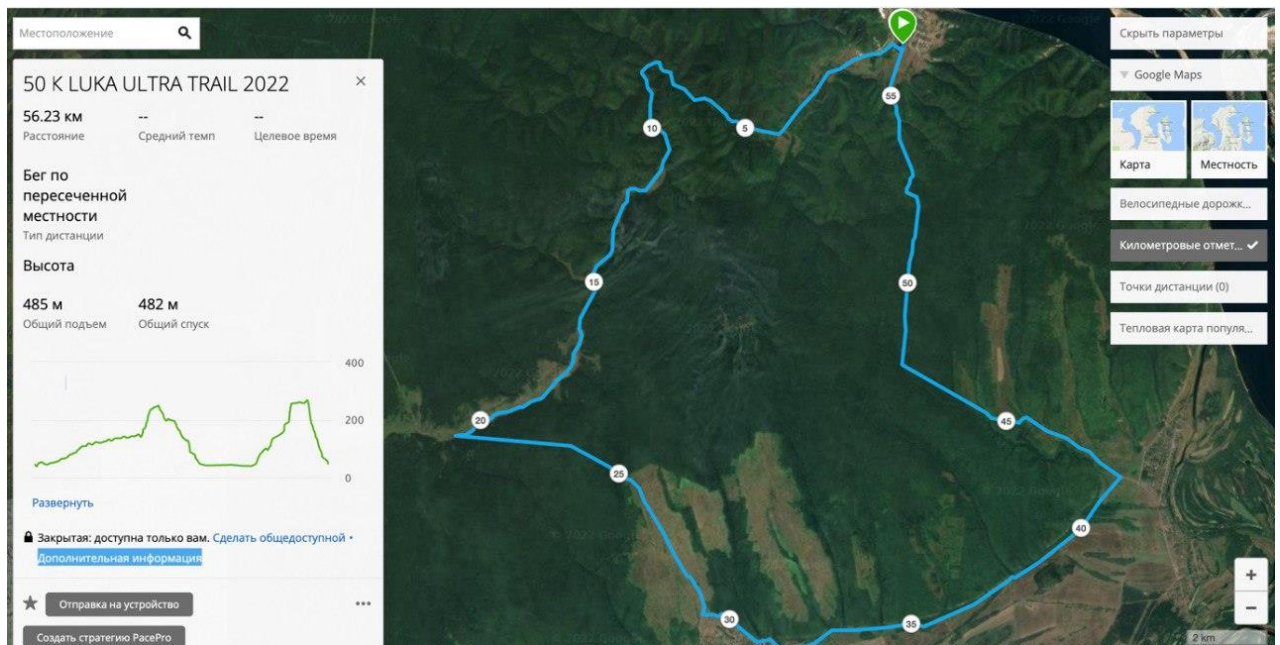 Местоположение
50 K LUKA ULTRA TRAIL 2022
×
56.23 км
--
--
Расстояние
Средний темп
Целевое время
Бег по
пересеченной
местности
Тип дистанции
Высота
485 м
482 м
Общий подъем
Общий спуск
400
200
0
Развернуть
Закрытая: доступна только вам. Сделать общедоступной •
Дополнительная информация
Отправка на устройство
•••
Создать стратегию PacePro
55
5
10
15
50
20
45
25
40
30
35
Скрыть параметры
Google Maps
Карта
Местность
Велосипедные дорожк...
Километровые отмет...
Точки дистанции (0)
Тепловая карта популя...
+
−
2 km